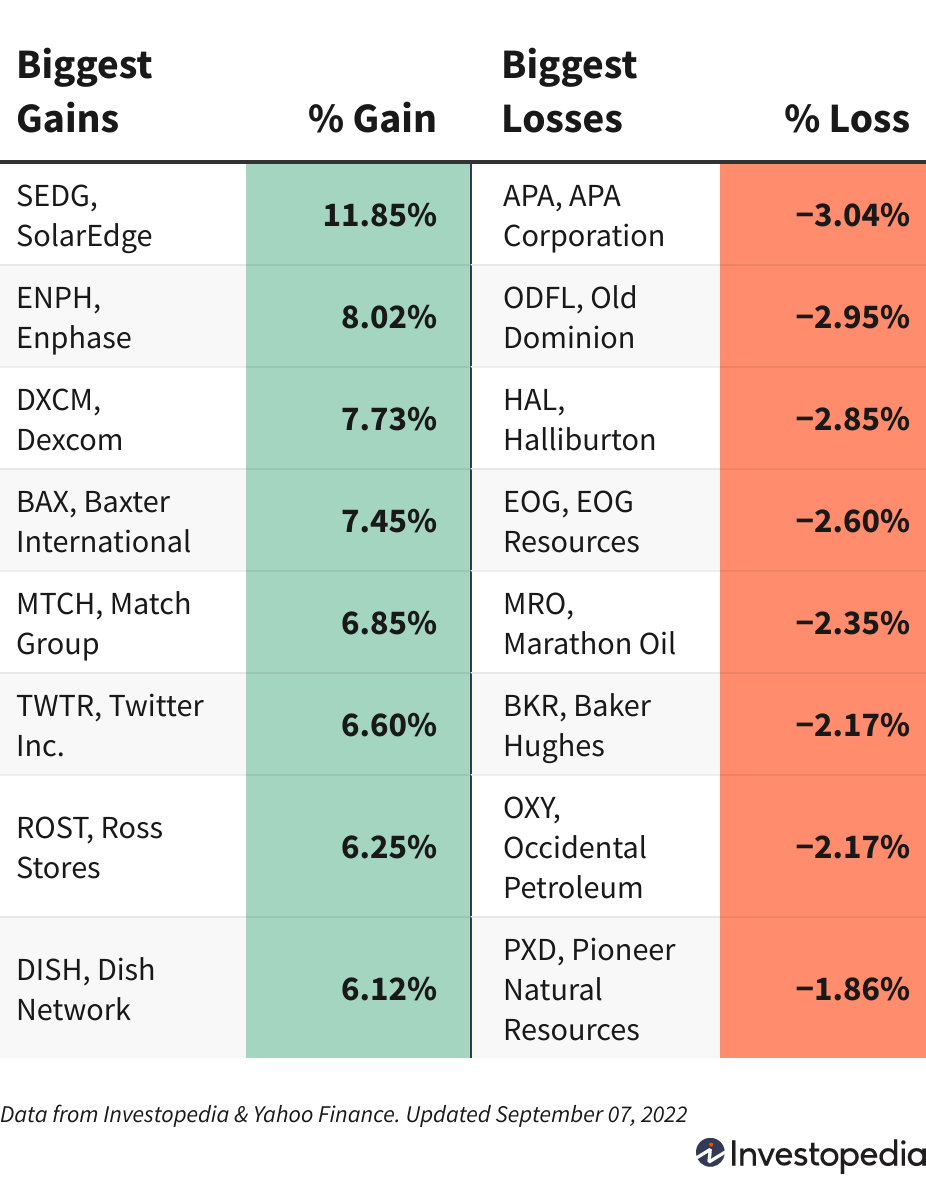 Biggest
Gains
% Gain
Biggest
Losses
% Loss
SEDG,
SolarEdge
11.85%
APA, APA
Corporation
−3.04%
ENPH,
Enphase
8.02%
ODFL, Old
Dominion
−2.95%
DXCM,
Dexcom
7.73%
HAL,
Halliburton
−2.85%
BAX, Baxter
International
7.45%
EOG, EOG
Resources
−2.60%
MTCH, Match
Group
6.85%
MRO,
Marathon Oil
−2.35%
TWTR, Twitter
Inc.
6.60%
BKR, Baker
Hughes
−2.17%
ROST, Ross
Stores
6.25%
OXY,
Occidental
Petroleum
−2.17%
DISH, Dish
Network
6.12%
PXD, Pioneer
Natural
Resources
−1.86%
Data from Investopedia & Yahoo Finance. Updated September 07, 2022
Investopedia